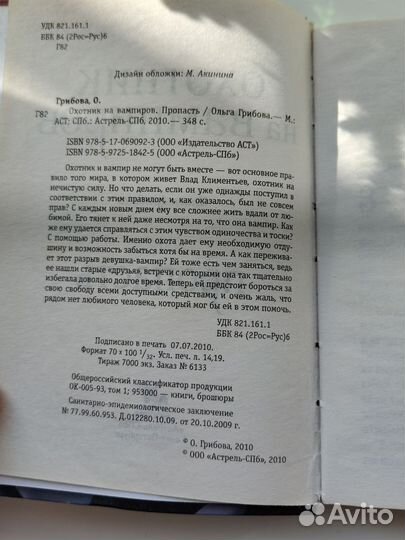 УДК 821.161.1
ББК 84 (2Рос=Рус)6
Г82
Дизайн обложки: М. Акинина
Грибова, О.
Г82 Охотник на вампиров. Пропасть / Ольга Грибова.— М.:
АСТ; СПб.: Астрель-СПб, 2010.— 348 с.
ISBN 978-5-17-069092-3 (ООО «Издательство АСТ»)
ISBN 978-5-9725-1842-5 (ООО «Астрель-СПб»)
Охотник и вампир не могут быть вместе — вот основное пра-
вило того мира, в котором живет Влад Климентьев, охотник на
нечистую силу. Но что делать, если он уже однажды поступил в
соответствии с этим правилом, и, как оказалось, был не совсем
прав? С каждым новым днем ему все сложнее жить вдали от лю-
бимой. Его тянет к ней даже несмотря на то, что она вампир. Как
же ему удается справляться с этим чувством одиночества и тоски?
С помощью работы. Именно охота дает ему необходимую отду-
шину и возможность забыться хотя бы на время. А как пережива-
ет этот разрыв девушка-вампир? Ей тоже есть чем заняться, ведь
ее нашли старые «друзья», встречи с которыми она так тщательно
избегала довольно долгое время. Теперь ей предстоит бороться за
свою свободу всеми доступными средствами, и очень жаль, что
рядом нет любимого человека, который мог бы ей в этом помочь.
УДК 821.161.1
ББК 84 (2Рос=Рус)6
Подписано в печать 07.07.2010.
Формат 70 х 100 1/32. Усл. печ. л. 14,19.
Тираж 7000 экз. Заказ № 6133
Общероссийский классификатор продукции
ОК-005-93, том 1; 953000 — книги, брошюры
Санитарно-эпидемиологическое заключение
№ 77.99.60.953. Д.012280.10.09 от 20.10.2009 г.
© О. Грибова, 2010
© ООО «Астрель-СПб», 2010
Avito